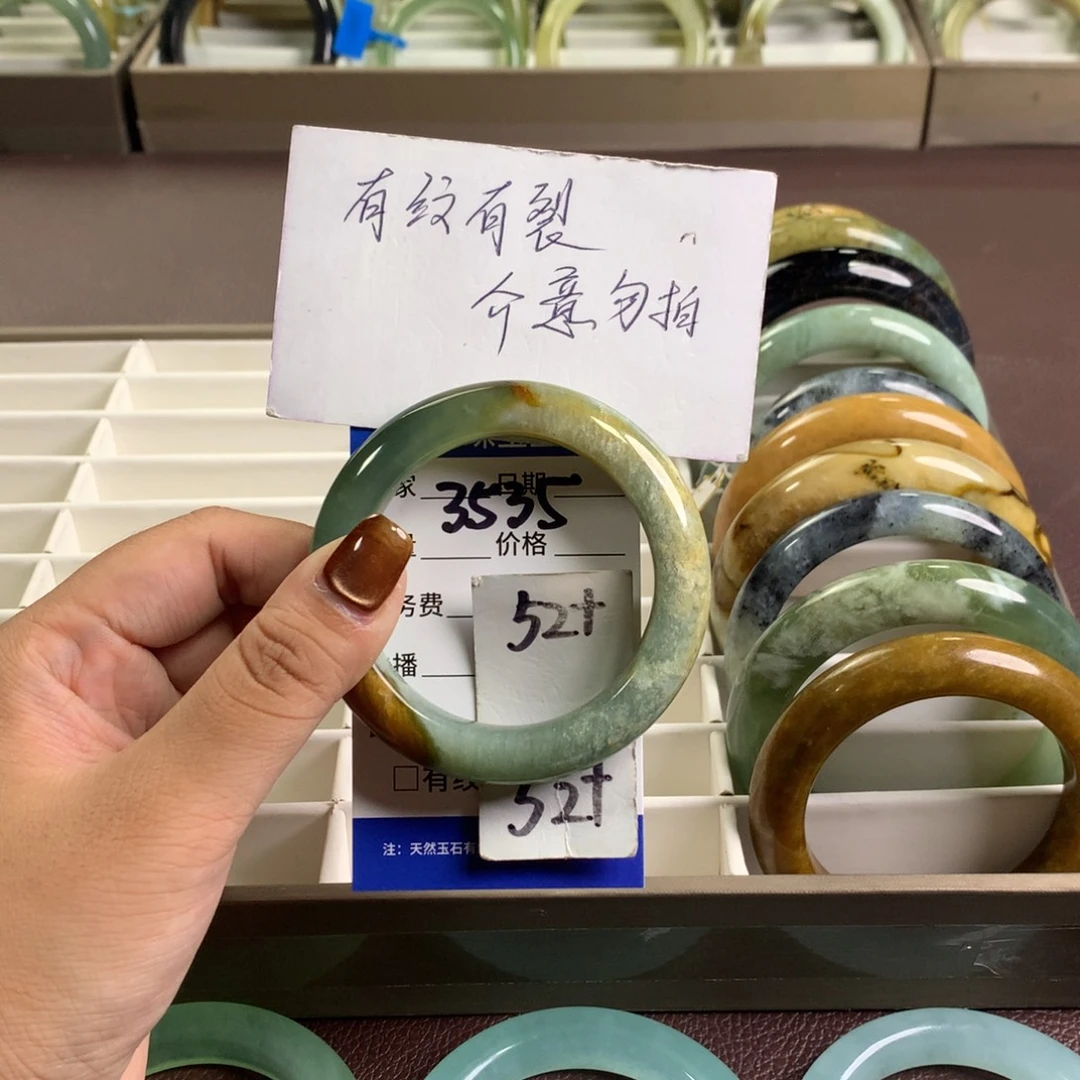 有纹有裂
介意勿拍
家 日期
3535
价格
务费
52+
播
□有纹
52+
注：天然玉石有